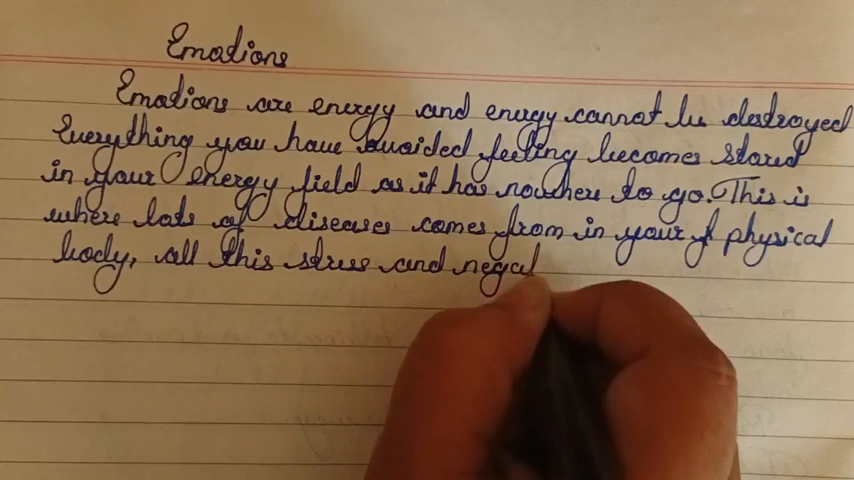 Emotions
Emotions are energy and energy cannot be destroyed
Everything you have avoided feeling becomes stored
in your energy field as it has nowhere to go. This is
where lots of diseases comes from in your physical
body, all this stress and negat